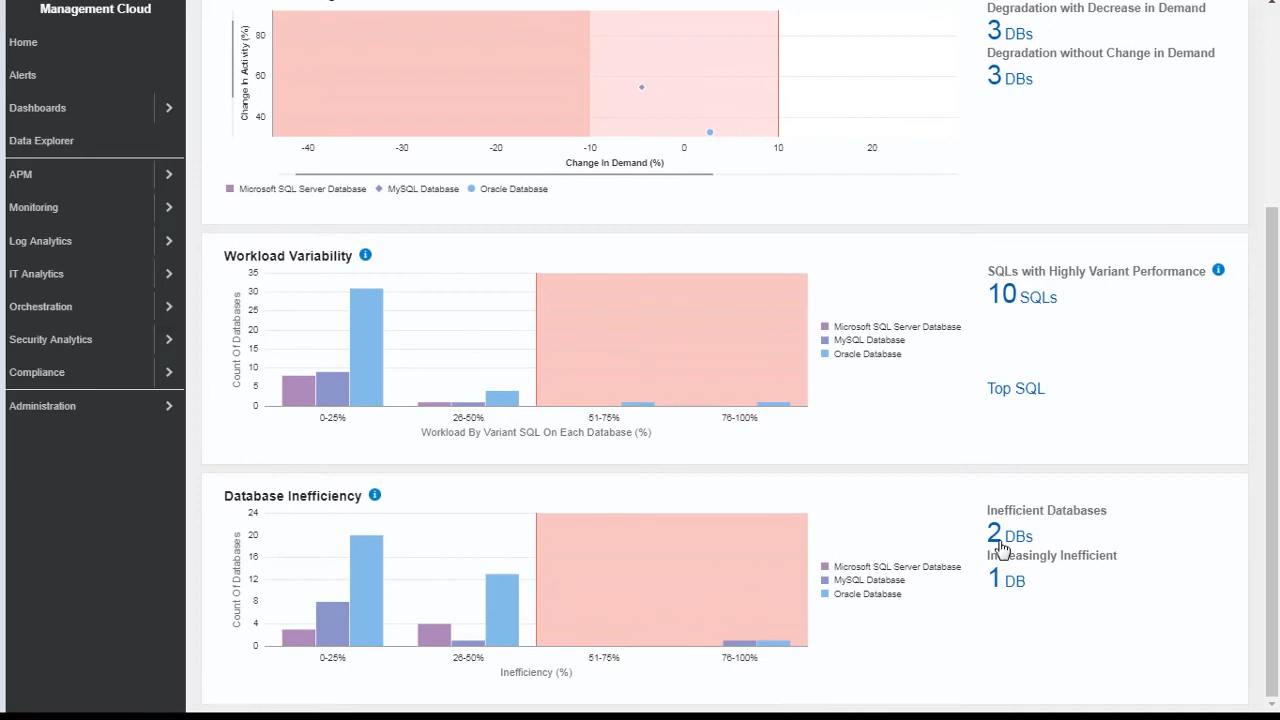 Management Cloud
Home
Alerts
Dashboards
Data Explorer
APM
Monitoring
Log Analytics
IT Analytics
Orchestration
Security Analytics
Compliance
Administration
Change In Activity (%)
80
60
40
-40 -30 -20 -10 0 10 20
Change In Demand (%)
Microsoft SQL Server Database MySQL Database Oracle Database
Degradation with Decrease in Demand
3 DBs
Degradation without Change in Demand
3 DBs
Workload Variability
Count Of Databases
35
30
25
20
15
10
5
0
0-25% 26-50% 51-75% 76-100%
Workload By Variant SQL On Each Database (%)
Microsoft SQL Server Database
MySQL Database
Oracle Database
SQLs with Highly Variant Performance
10 SQLs
Top SQL
Database Inefficiency
Count Of Databases
24
20
16
12
8
4
0
0-25% 26-50% 51-75% 76-100%
Inefficiency (%)
Microsoft SQL Server Database
MySQL Database
Oracle Database
Inefficient Databases
2 DBs
Increasingly Inefficient
1 DB